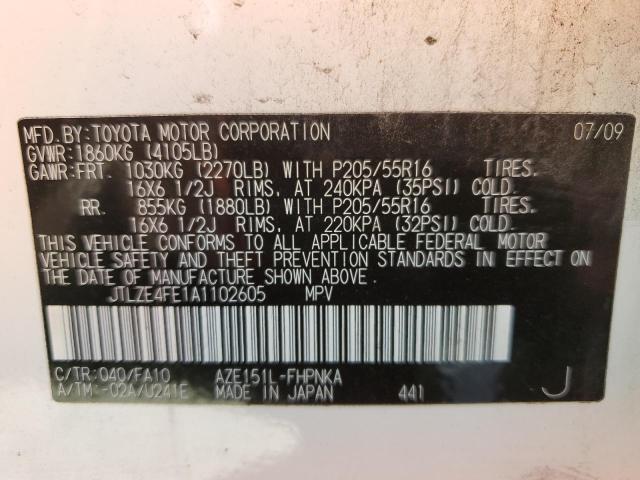 MFD.BY:TOYOTA MOTOR CORPORATION 07/09
GVWR:1860KG (4105LB)
GAWR:FRT. 1030KG (2270LB) WITH P205/55R16 TIRES.
16X6 1/2J RIMS, AT 240KPA (35PSI) COLD.
RR. 855KG (1880LB) WITH P205/55R16 TIRES.
16X6 1/2J RIMS, AT 220KPA (32PSI) COLD.
THIS VEHICLE CONFORMS TO ALL APPLICABLE FEDERAL MOTOR
VEHICLE SAFETY AND THEFT PREVENTION STANDARDS IN EFFECT ON
THE DATE OF MANUFACTURE SHOWN ABOVE.
JTLZE4FE1A1102605 MPV
C/TR:040/FA10 AZE151L-FHPNKA
A/TM:-02A/U241E MADE IN JAPAN 441 J